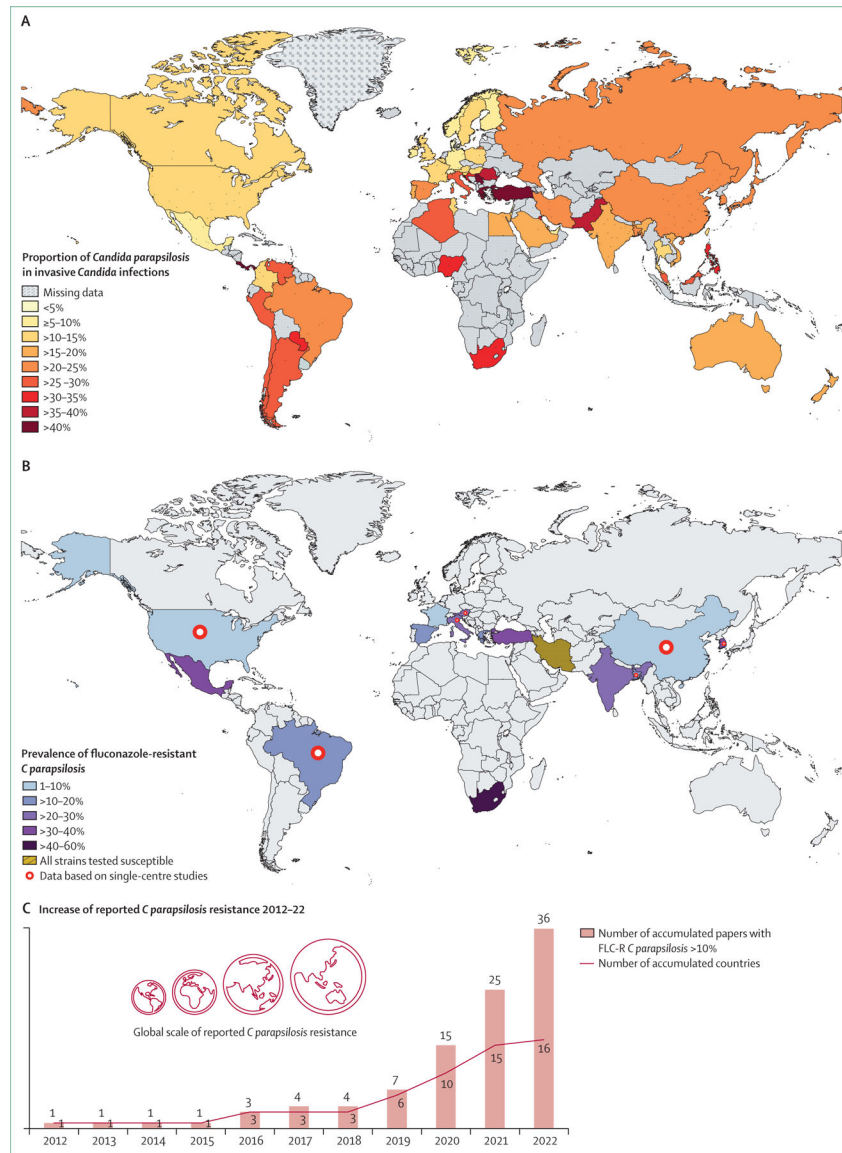 A
Proportion of Candida parapsilosis
in invasive Candida infections
Missing data
<5%
≥5–10%
>10–15%
>15–20%
>20–25%
>25 –30%
>30–35%
>35–40%
>40%
B
Prevalence of fluconazole-resistant
C parapsilosis
1–10%
>10–20%
>20–30%
>30–40%
>40–60%
All strains tested susceptible
Data based on single-centre studies
C Increase of reported C parapsilosis resistance 2012–22
Number of accumulated papers with
FLC-R C parapsilosis >10%
Number of accumulated countries
Global scale of reported C parapsilosis resistance
1 1 1 1 3 4 4 7 15 25 36
1 1 1 1 3 3 3 6 10 15 16
2012 2013 2014 2015 2016 2017 2018 2019 2020 2021 2022